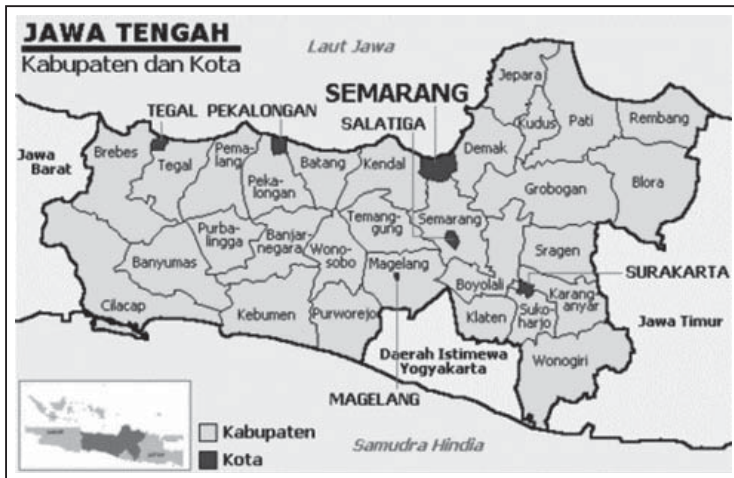 JAWA TENGAH
Kabupaten dan Kota
Laut Jawa
TEGAL PEKALONGAN
SEMARANG
SALATIGA
Jepara
Kudus
Pati
Rembang
Jawa
Barat
Brebes
Tegal
Pema-
lang
Peka-
longan
Batang
Kendal
Demak
Grobogan
Blora
Purba-
lingga
Banjar-
negara
Wono-
sobo
Temang-
gung
Semarang
Sragen
SURAKARTA
Banyumas
Magelang
Boyolali
Karang-
anyar
Cilacap
Kebumen
Purworejo
Klaten
Suko-
harjo
Jawa Timur
Daerah Istimewa
Yogyakarta
Wonogiri
MAGELANG
Kabupaten
Kota
Samudra Hindia